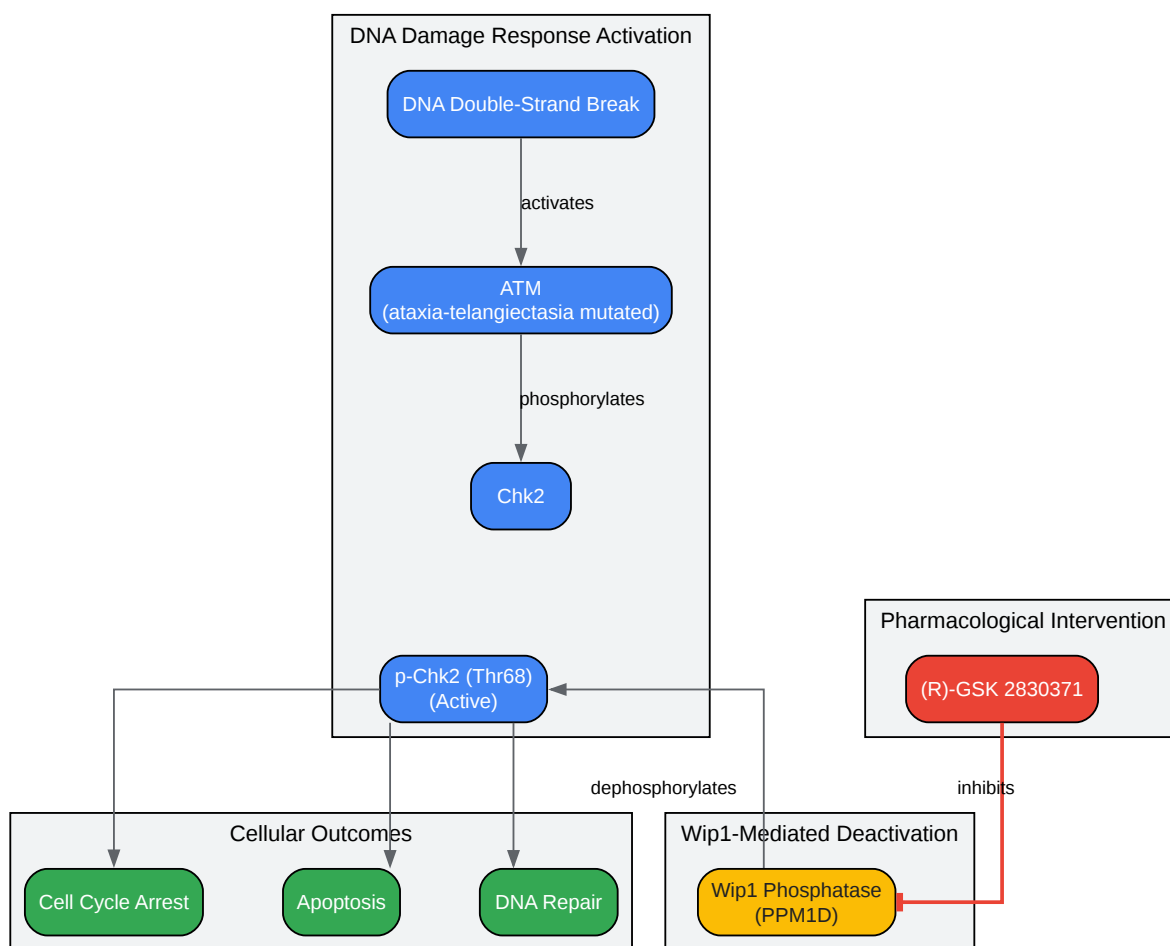 DNA Damage Response Activation
DNA Double-Strand Break
activates
ATM
(ataxia-telangiectasia mutated)
phosphorylates
Chk2
p-Chk2 (Thr68)
(Active)
Pharmacological Intervention
(R)-GSK 2830371
dephosphorylates
inhibits
Cellular Outcomes
Cell Cycle Arrest
Apoptosis
DNA Repair
Wip1-Mediated Deactivation
Wip1 Phosphatase
(PPM1D)